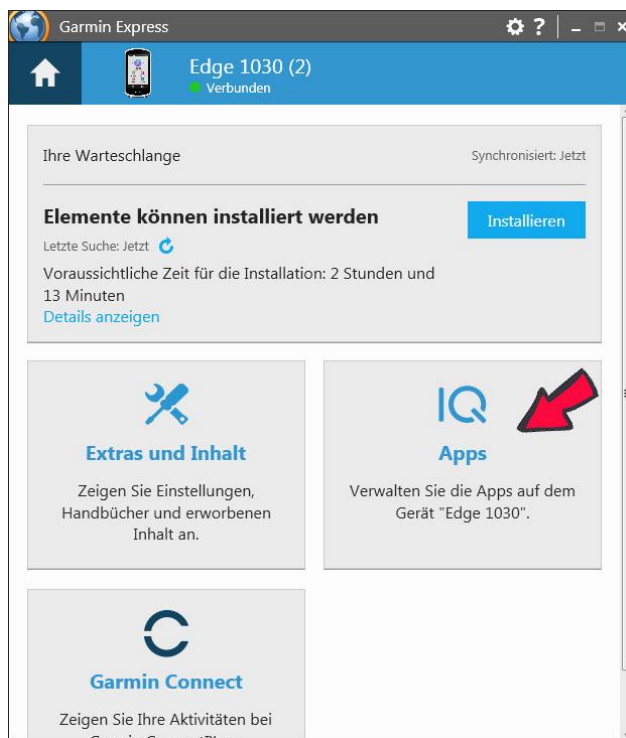 Garmin Express
Edge 1030 (2)
Verbunden
Ihre Warteschlange
Synchronisiert: Jetzt
Elemente können installiert werden
Installieren
Letzte Suche: Jetzt
Voraussichtliche Zeit für die Installation: 2 Stunden und
13 Minuten
Details anzeigen
Extras und Inhalt
Zeigen Sie Einstellungen,
Handbücher und erworbenen
Inhalt an.
IQ
Apps
Verwalten Sie die Apps auf dem
Gerät "Edge 1030".
Garmin Connect
Zeigen Sie Ihre Aktivitäten bei